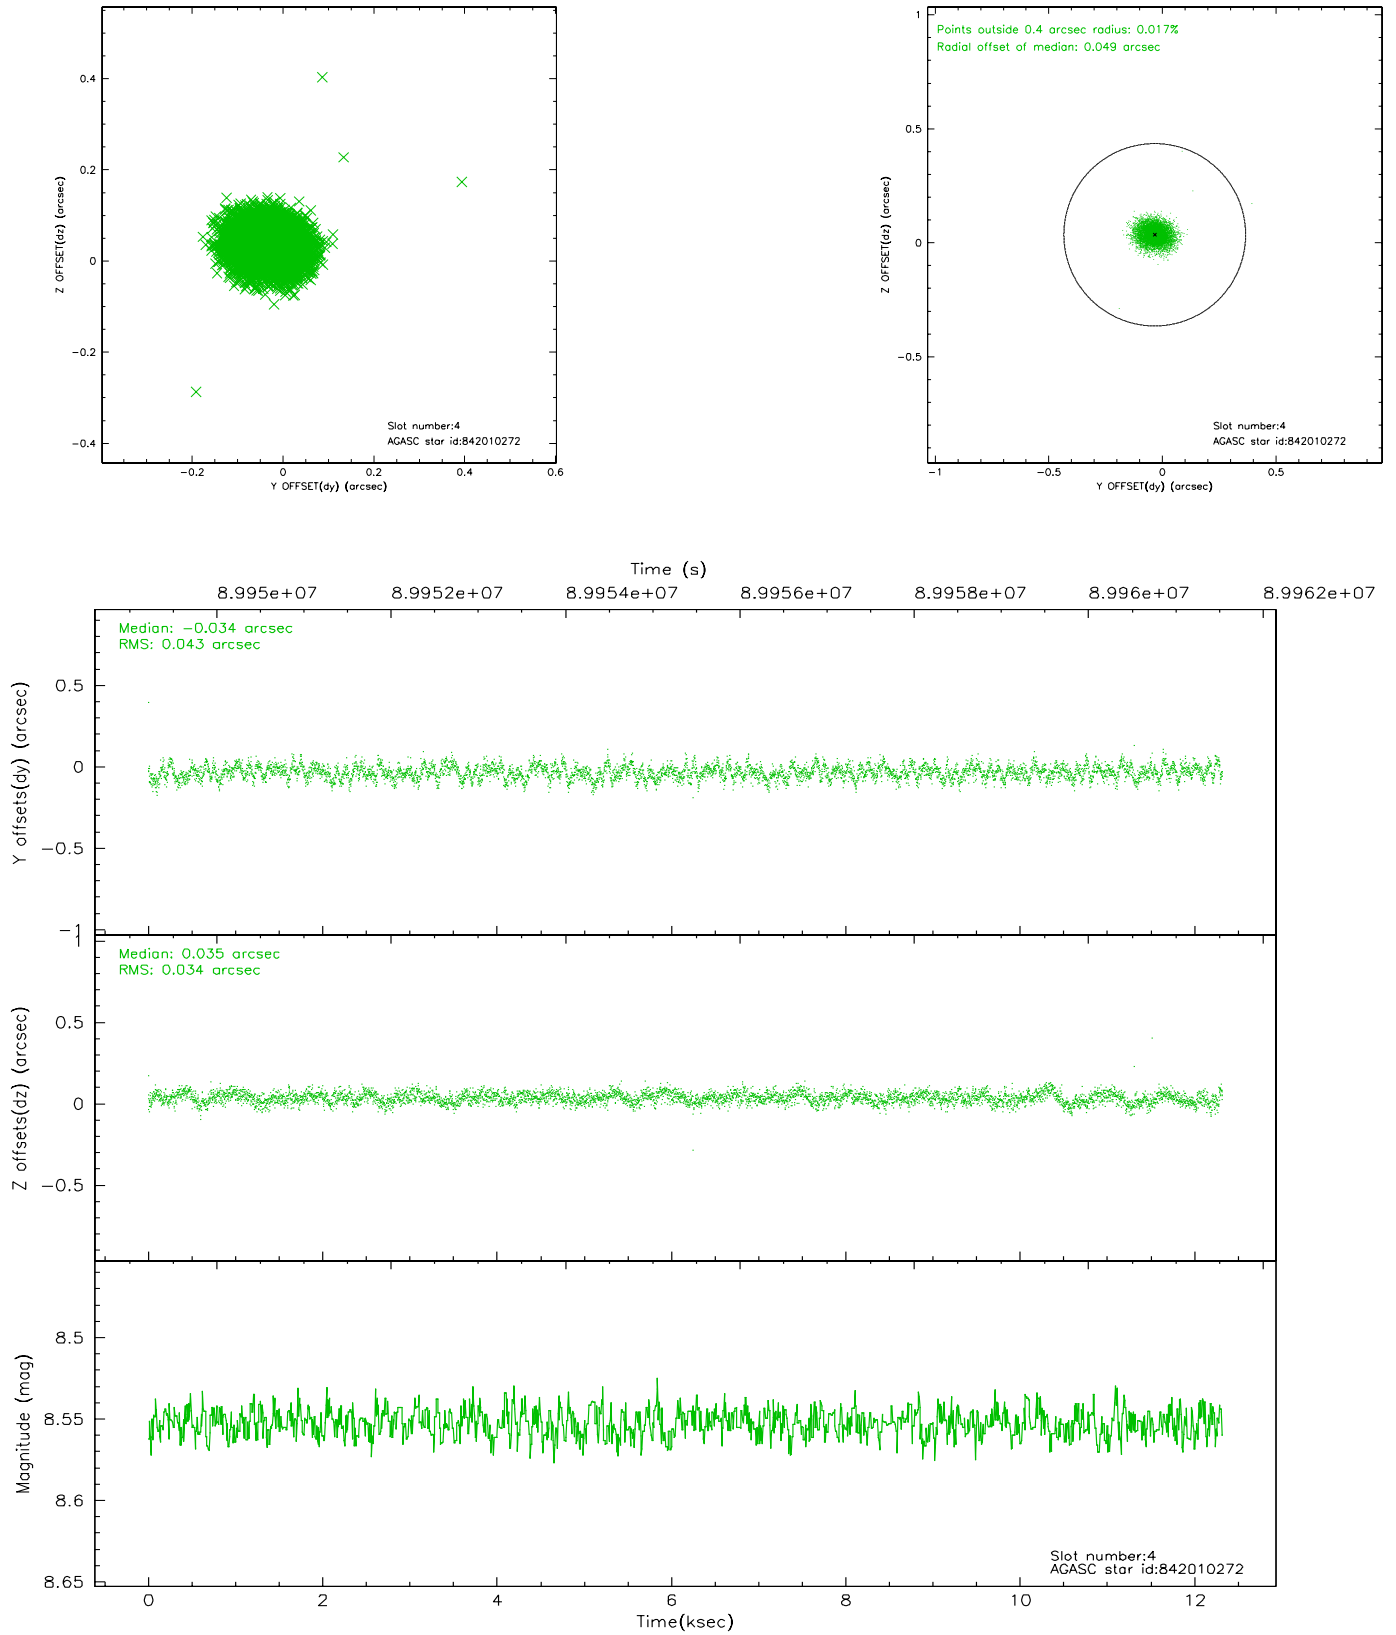 0.4
0.2
0
−0.2
−0.4
Z OFFSET(dz) (arcsec)
Slot number:4
AGASC star id:842010272
−0.2 0 0.2 0.4 0.6
Y OFFSET(dy) (arcsec)
Points outside 0.4 arcsec radius: 0.017%
Radial offset of median: 0.049 arcsec
1
0.5
0
−0.5
Z OFFSET(dz) (arcsec)
Slot number:4
AGASC star id:842010272
−1 −0.5 0 0.5
Y OFFSET(dy) (arcsec)
Time (s)
8.995e+07 8.9952e+07 8.9954e+07 8.9956e+07 8.9958e+07 8.996e+07 8.9962e+07
Median: −0.034 arcsec
RMS: 0.043 arcsec
0.5
0
−0.5
−1
Y offsets(dy) (arcsec)
Median: 0.035 arcsec
RMS: 0.034 arcsec
1
0.5
0
−0.5
Z offsets(dz) (arcsec)
8.5
8.55
8.6
8.65
Magnitude (mag)
Slot number:4
AGASC star id:842010272
0 2 4 6 8 10 12
Time(ksec)